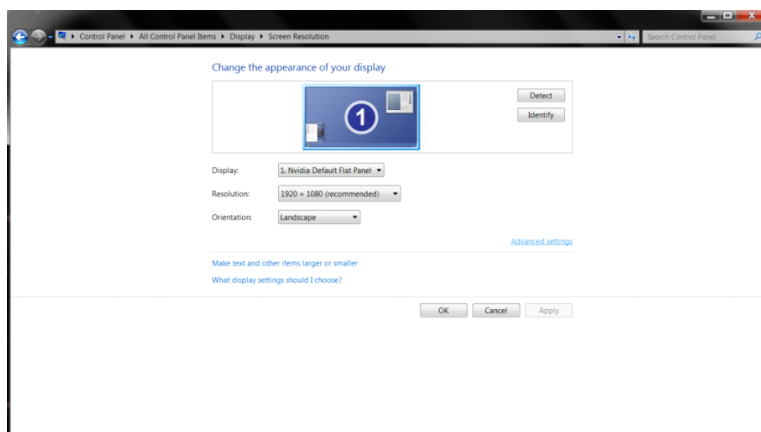 Control Panel ▸ All Control Panel Items ▸ Display ▸ Screen Resolution
Search Control Panel
Change the appearance of your display
1
Detect
Identify
Display: 1. Nvidia Default Flat Panel
Resolution: 1920 × 1080 (recommended)
Orientation: Landscape
Advanced settings
Make text and other items larger or smaller
What display settings should I choose?
OK Cancel Apply